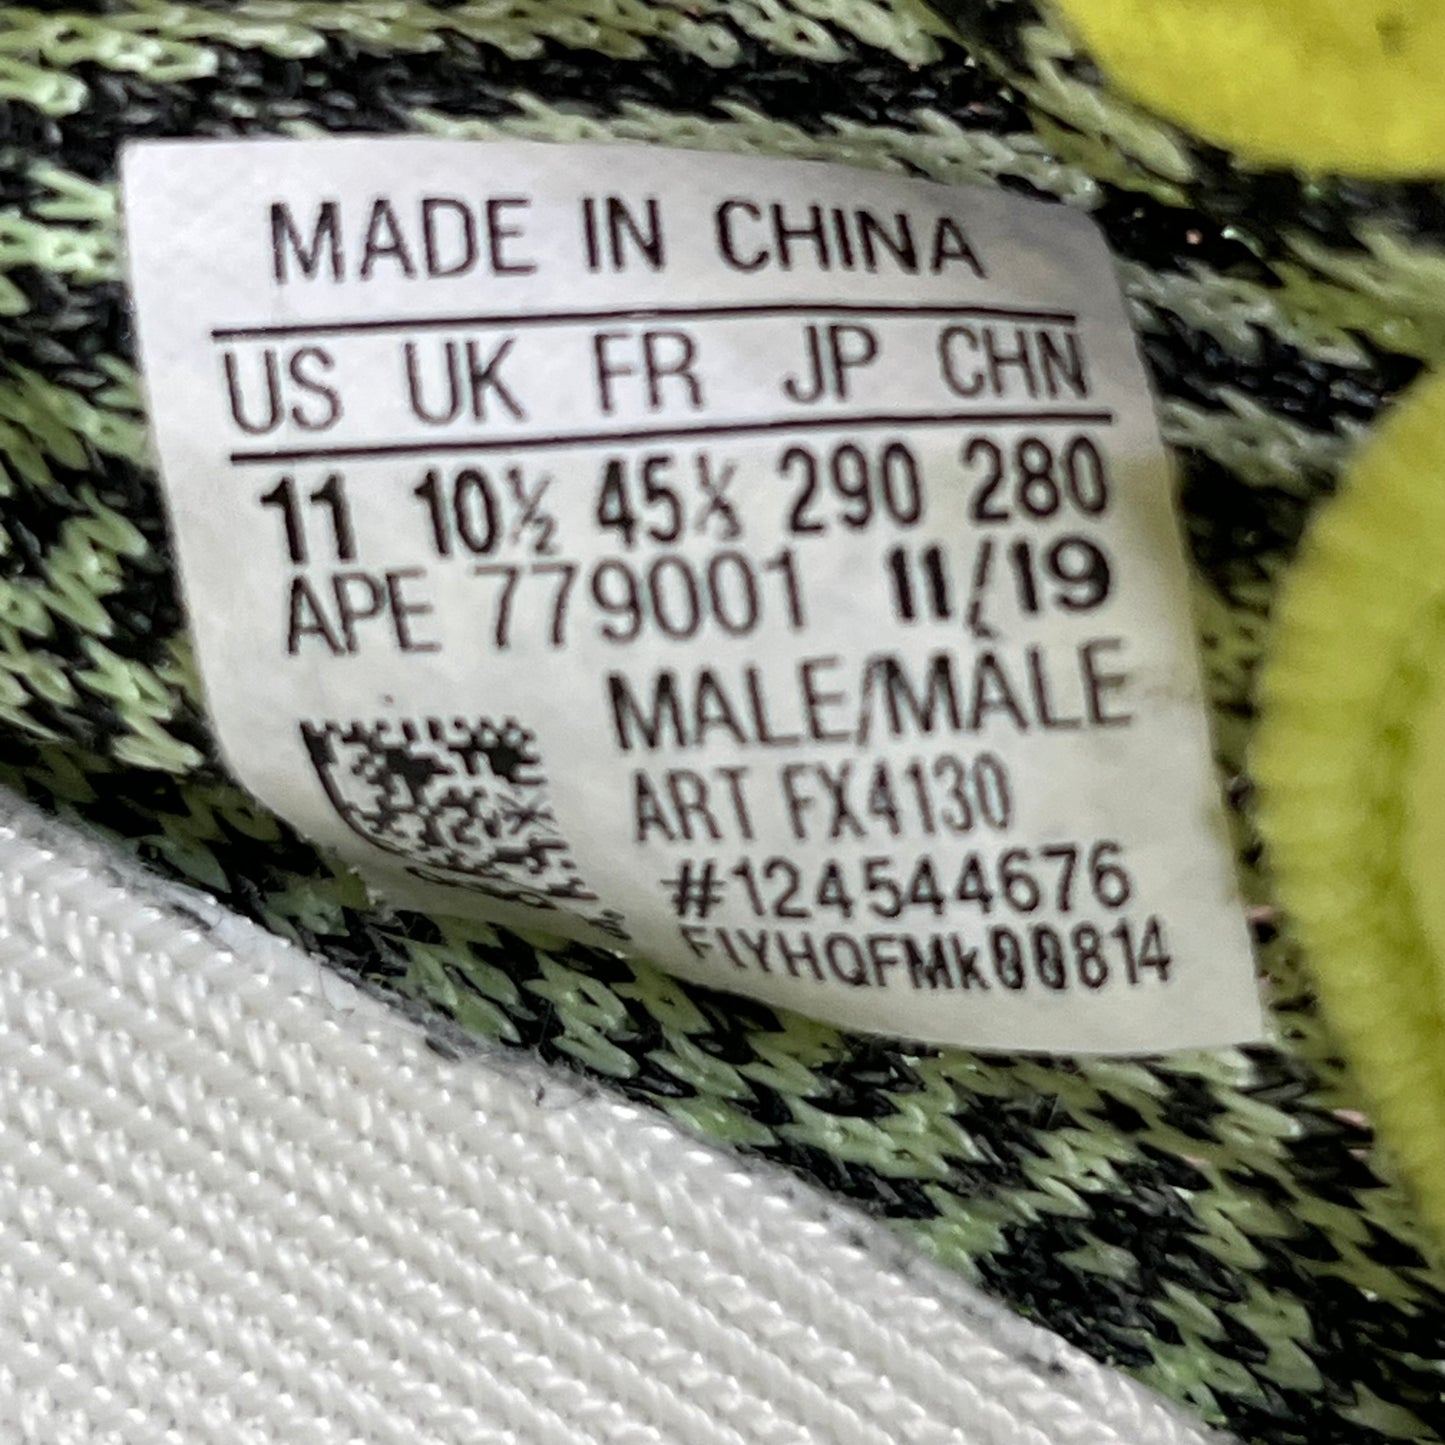 MADE IN CHINA
US UK FR JP CHN
11 10½ 45⅓ 290 280
APE 779001 11/19
MALE/MÂLE
ART FX4130
#124544676
F1YHQFMk00814